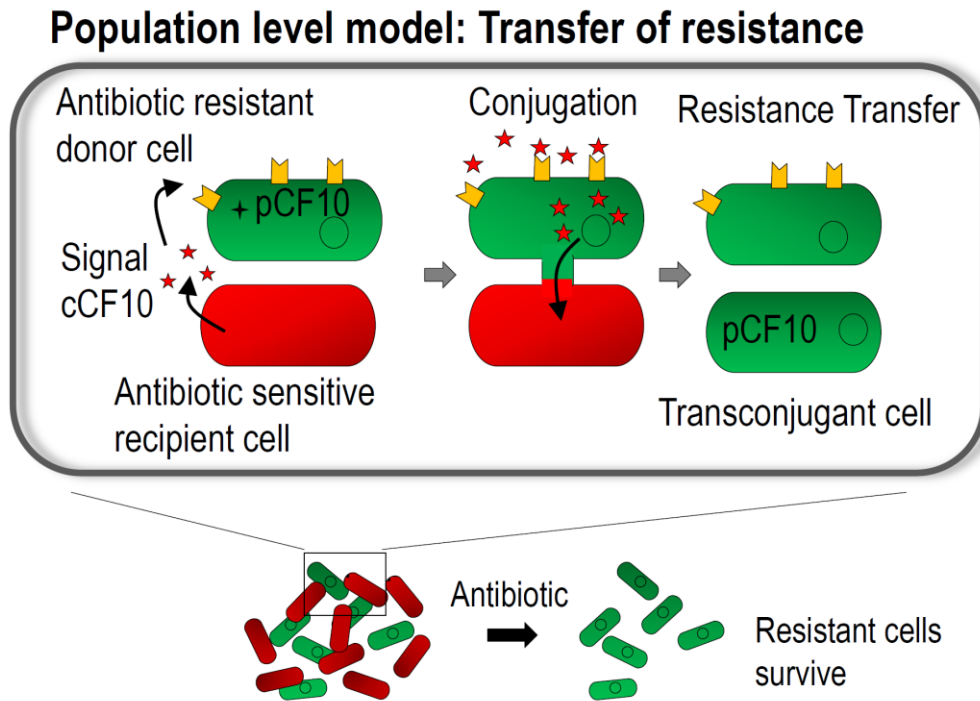 Population level model: Transfer of resistance
Antibiotic resistant
donor cell
Conjugation
Resistance Transfer
+ pCF10
Signal
cCF10
pCF10
Antibiotic sensitive
recipient cell
Transconjugant cell
Antibiotic
Resistant cells
survive